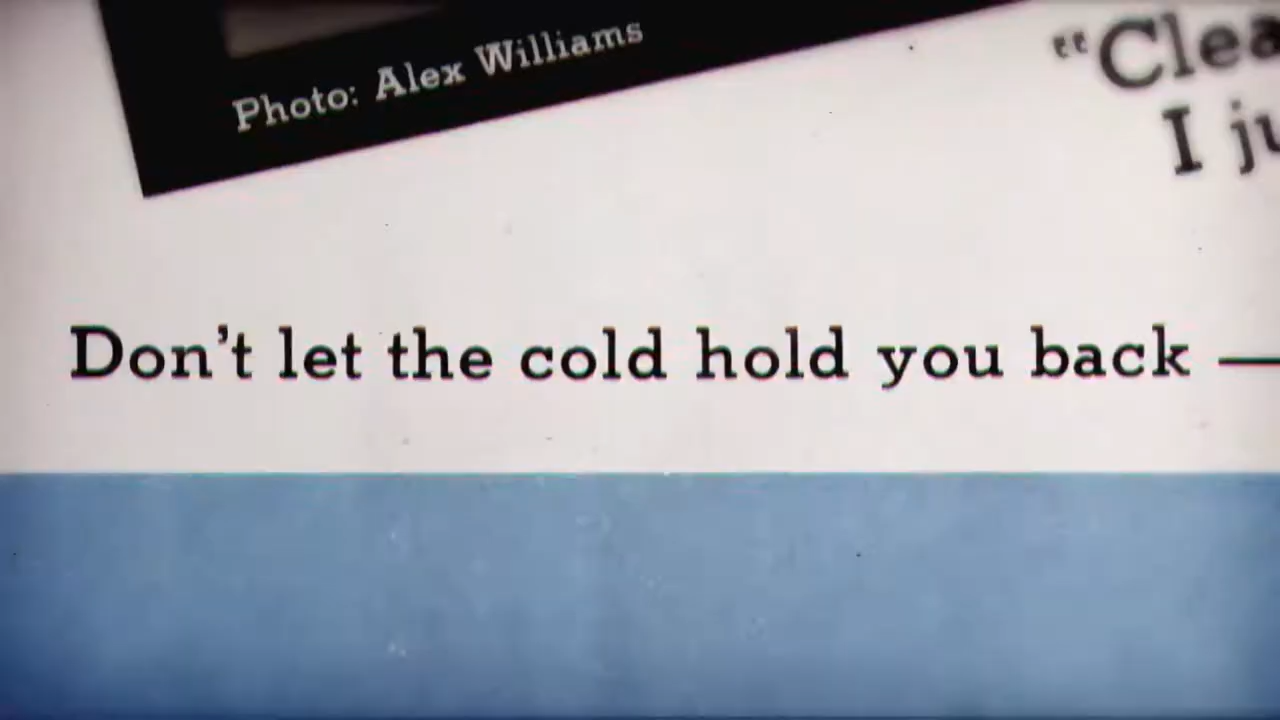 Photo: Alex Williams
"Clea
I ju
Don't let the cold hold you back —